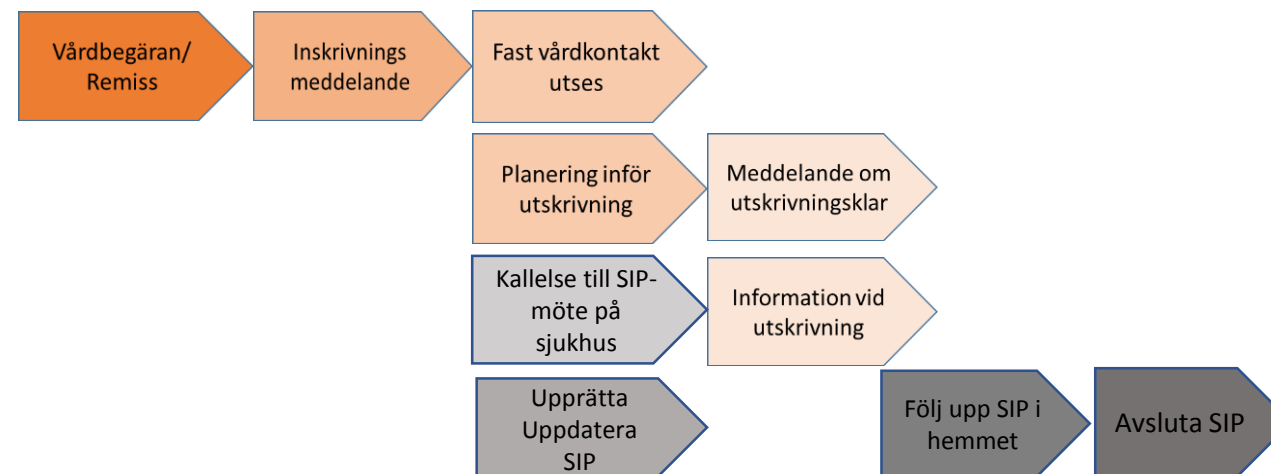 Vårdbegäran/
Remiss
Inskrivnings
meddelande
Fast vårdkontakt
utses
Planering inför
utskrivning
Meddelande om
utskrivningsklar
Kallelse till SIP-
möte på
sjukhus
Information vid
utskrivning
Upprätta
Uppdatera
SIP
Följ upp SIP i
hemmet
Avsluta SIP